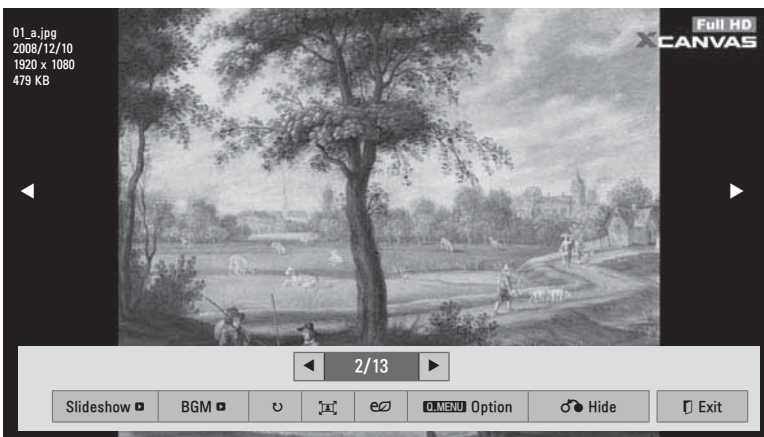 01_a.jpg
2008/12/10
1920 x 1080
479 KB
Full HD
XCANVAS
2/13
Slideshow
BGM
Q.MENU Option
Hide
Exit